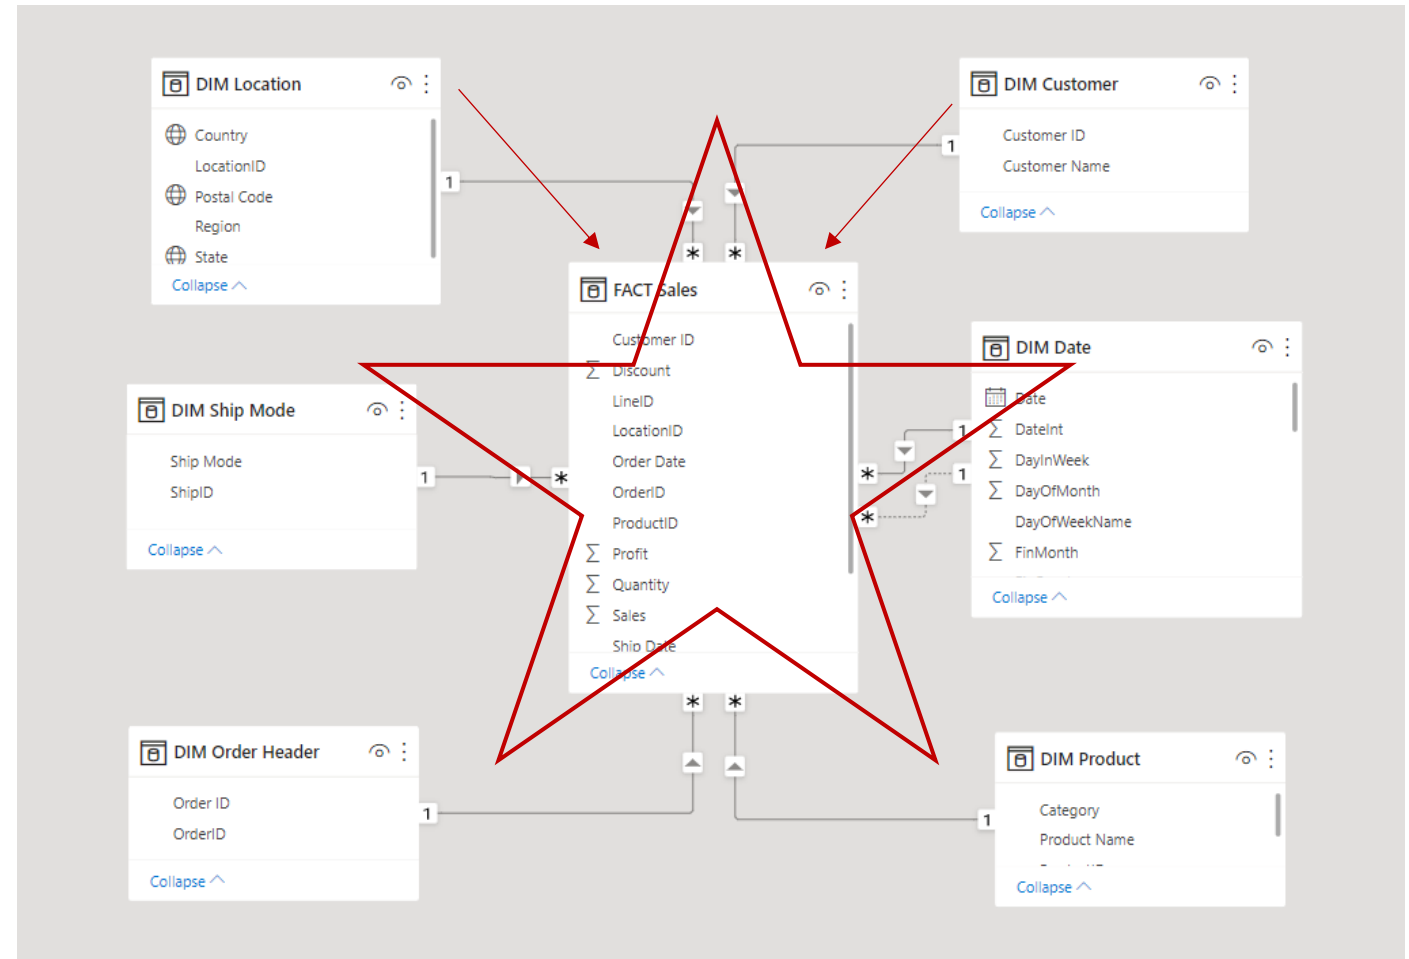 DIM Location
Country
LocationID
Postal Code
Region
State
Collapse
1
DIM Customer
Customer ID
Customer Name
Collapse
1
*
*
FACT Sales
Customer ID
Discount
LineID
LocationID
Order Date
OrderID
ProductID
Profit
Quantity
Sales
Ship Date
Collapse
DIM Ship Mode
Ship Mode
ShipID
Collapse
1
*
DIM Date
Date
DateInt
DayInWeek
DayOfMonth
DayOfWeekName
FinMonth
Collapse
1
1
*
*
*
*
DIM Order Header
Order ID
OrderID
Collapse
1
DIM Product
Category
Product Name
Collapse
1